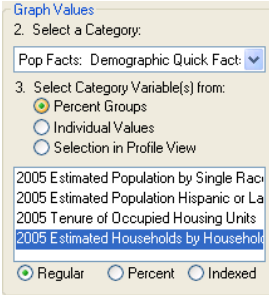 Graph Values
2. Select a Category:
Pop Facts: Demographic Quick Fact:
3. Select Category Variable(s) from:
Percent Groups
Individual Values
Selection in Profile View
2005 Estimated Population by Single Rac
2005 Estimated Population Hispanic or La
2005 Tenure of Occupied Housing Units
2005 Estimated Households by Househol
Regular Percent Indexed